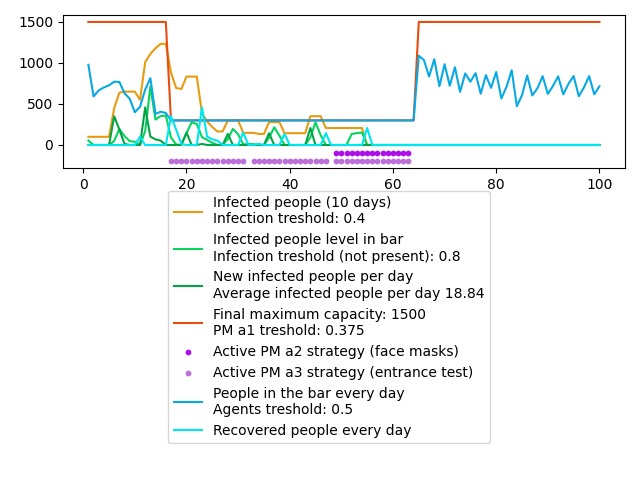 1500
1000
500
0
0 20 40 60 80 100
Infected people (10 days)
Infection treshold: 0.4
Infected people level in bar
Infection treshold (not present): 0.8
New infected people per day
Average infected people per day 18.84
Final maximum capacity: 1500
PM a1 treshold: 0.375
Active PM a2 strategy (face masks)
Active PM a3 strategy (entrance test)
People in the bar every day
Agents treshold: 0.5
Recovered people every day